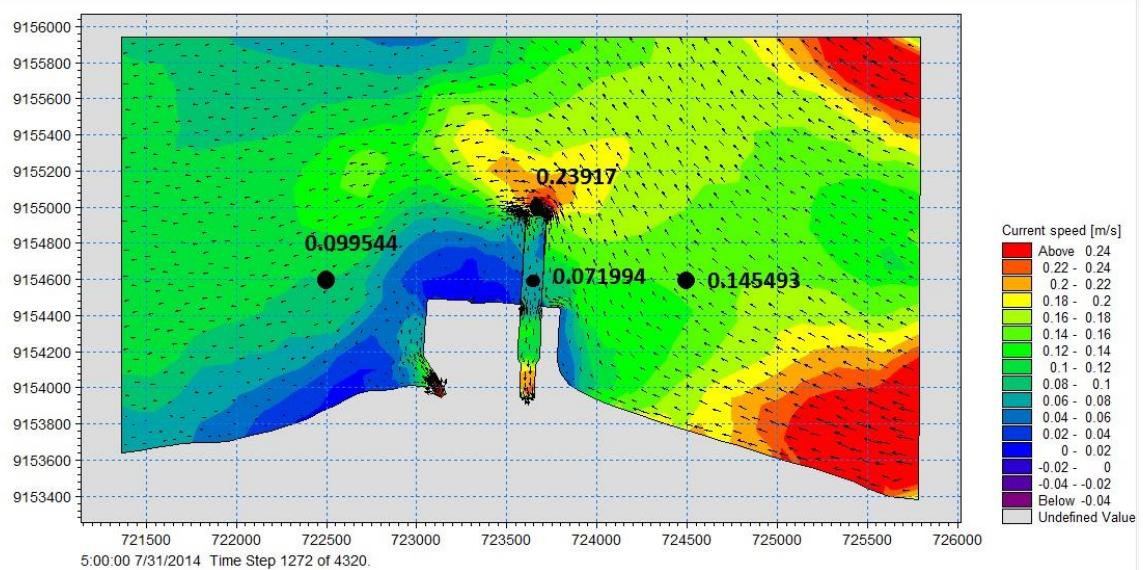 9156000
9155800
9155600
9155400
9155200
9155000
9154800
9154600
9154400
9154200
9154000
9153800
9153600
9153400
0.23917
0.099544
0.071994
0.145493
721500 722000 722500 723000 723500 724000 724500 725000 725500 726000
5:00:00 7/31/2014 Time Step 1272 of 4320.
Current speed [m/s]
Above 0.24
0.22 - 0.24
0.2 - 0.22
0.18 - 0.2
0.16 - 0.18
0.14 - 0.16
0.12 - 0.14
0.1 - 0.12
0.08 - 0.1
0.06 - 0.08
0.04 - 0.06
0.02 - 0.04
0 - 0.02
-0.02 - 0
-0.04 - -0.02
Below -0.04
Undefined Value